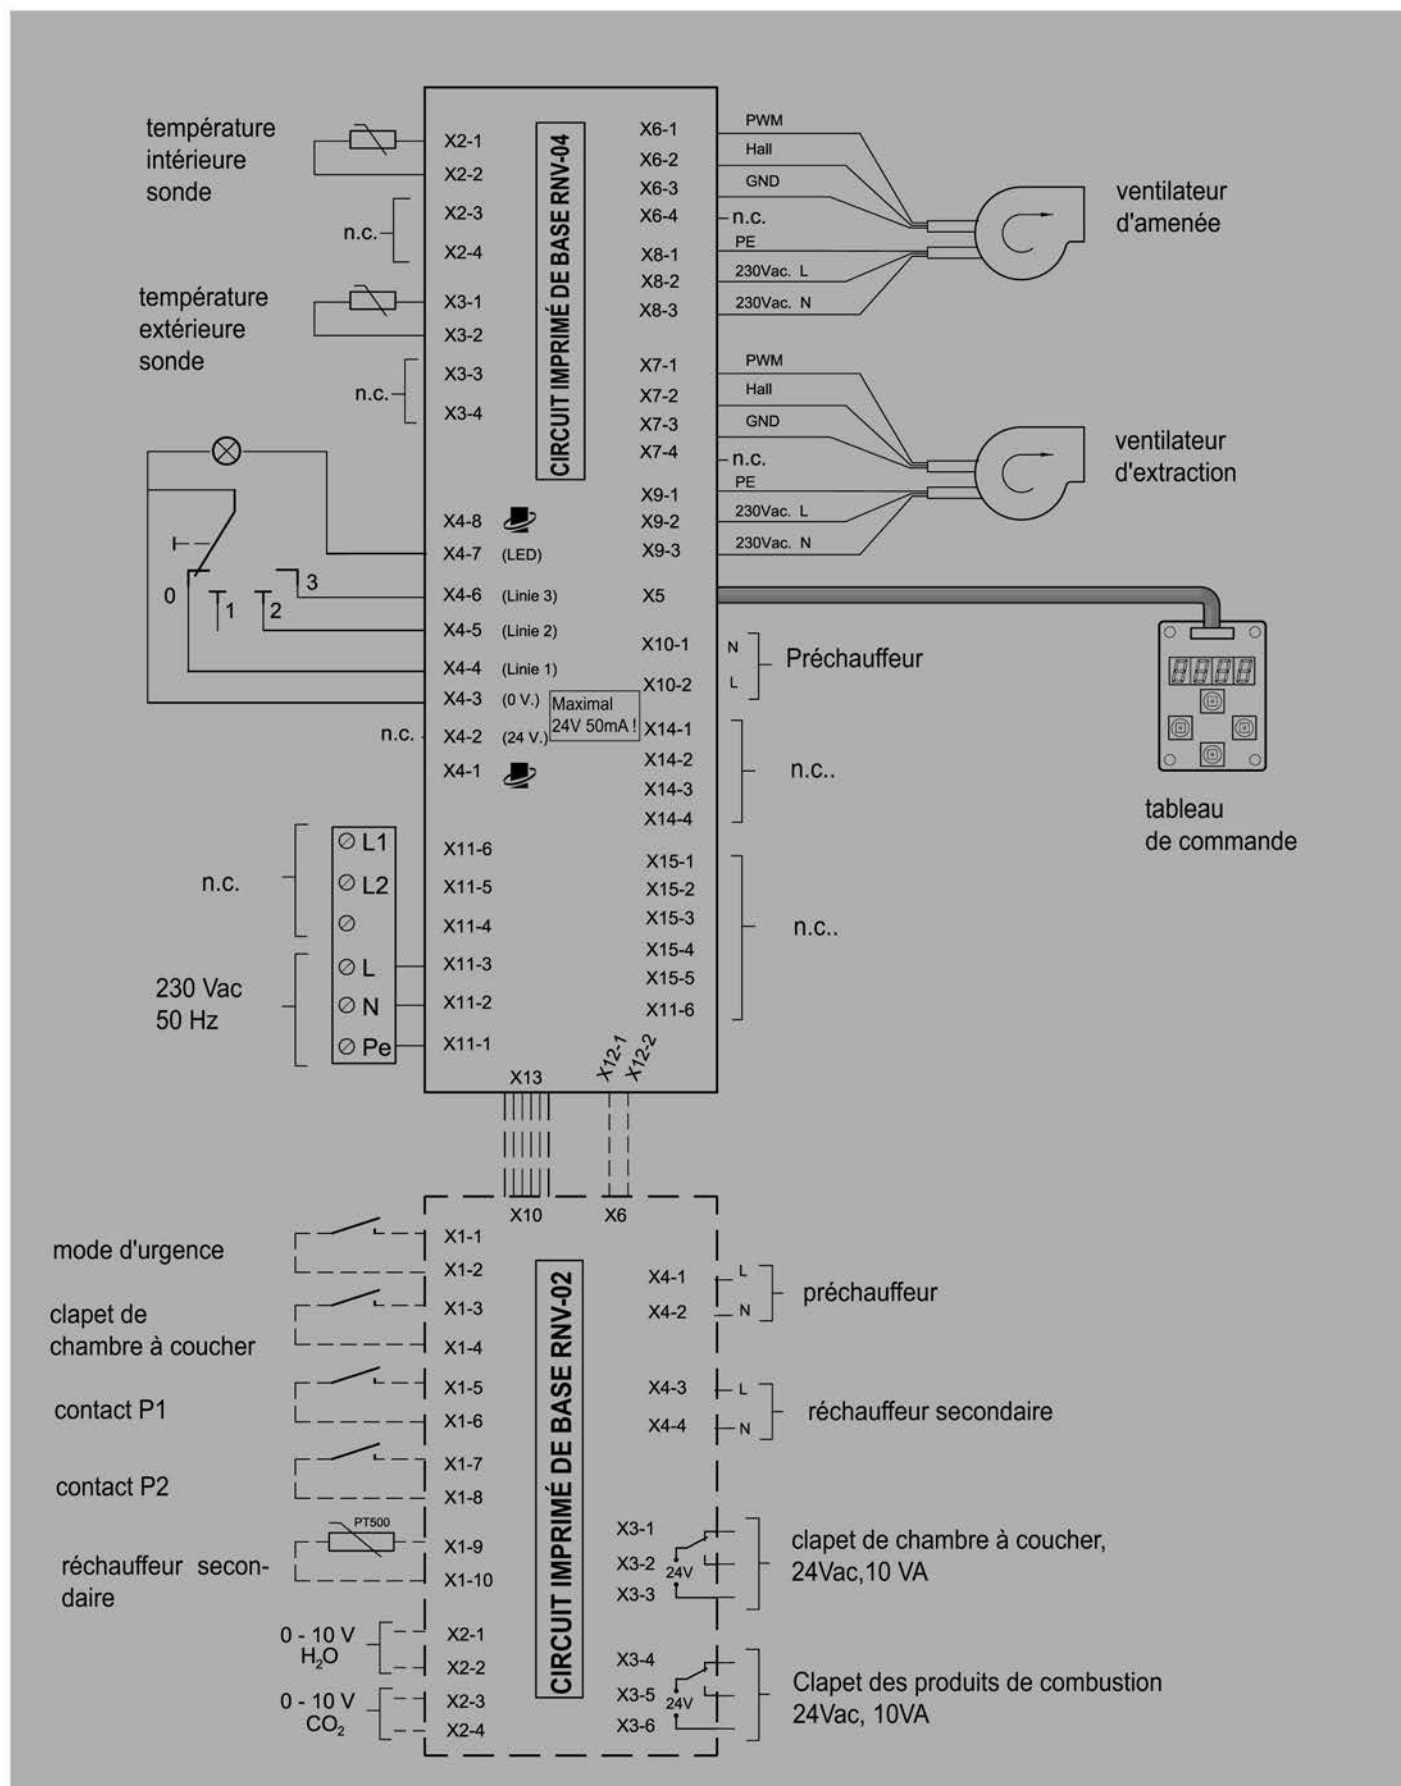 température
intérieure
sonde
X2-1
X2-2
n.c.
X2-3
X2-4
température
extérieure
sonde
X3-1
X3-2
n.c.
X3-3
X3-4
CIRCUIT IMPRIMÉ DE BASE RNV-04
X4-8
X4-7 (LED)
X4-6 (Linie 3)
X4-5 (Linie 2)
X4-4 (Linie 1)
X4-3 (0 V.)
n.c. X4-2 (24 V.)
X4-1
Maximal
24V 50mA !
0
1
2
3
n.c.
L1
L2
X11-6
X11-5
X11-4
230 Vac
50 Hz
L X11-3
N X11-2
Pe X11-1
X6-1 PWM
X6-2 Hall
X6-3 GND
X6-4 n.c.
X8-1 PE
X8-2 230Vac. L
X8-3 230Vac. N
ventilateur
d'amenée
X7-1 PWM
X7-2 Hall
X7-3 GND
X7-4 n.c.
X9-1 PE
X9-2 230Vac. L
X9-3 230Vac. N
ventilateur
d'extraction
X5
tableau
de commande
X10-1 N
X10-2 L
Préchauffeur
X14-1
X14-2
X14-3
X14-4
n.c..
X15-1
X15-2
X15-3
X15-4
X15-5
X11-6
n.c..
X13
X12-1
X12-2
X10
X6
CIRCUIT IMPRIMÉ DE BASE RNV-02
mode d'urgence
X1-1
X1-2
clapet de
chambre à coucher
X1-3
X1-4
contact P1
X1-5
X1-6
contact P2
X1-7
X1-8
réchauffeur secon-
daire
PT500
X1-9
X1-10
0 - 10 V
H₂O
X2-1
X2-2
0 - 10 V
CO₂
X2-3
X2-4
X4-1 L
X4-2 N
préchauffeur
X4-3 L
X4-4 N
réchauffeur secondaire
X3-1
X3-2 24V
X3-3
clapet de chambre à coucher,
24Vac,10 VA
X3-4
X3-5 24V
X3-6
Clapet des produits de combustion
24Vac, 10VA